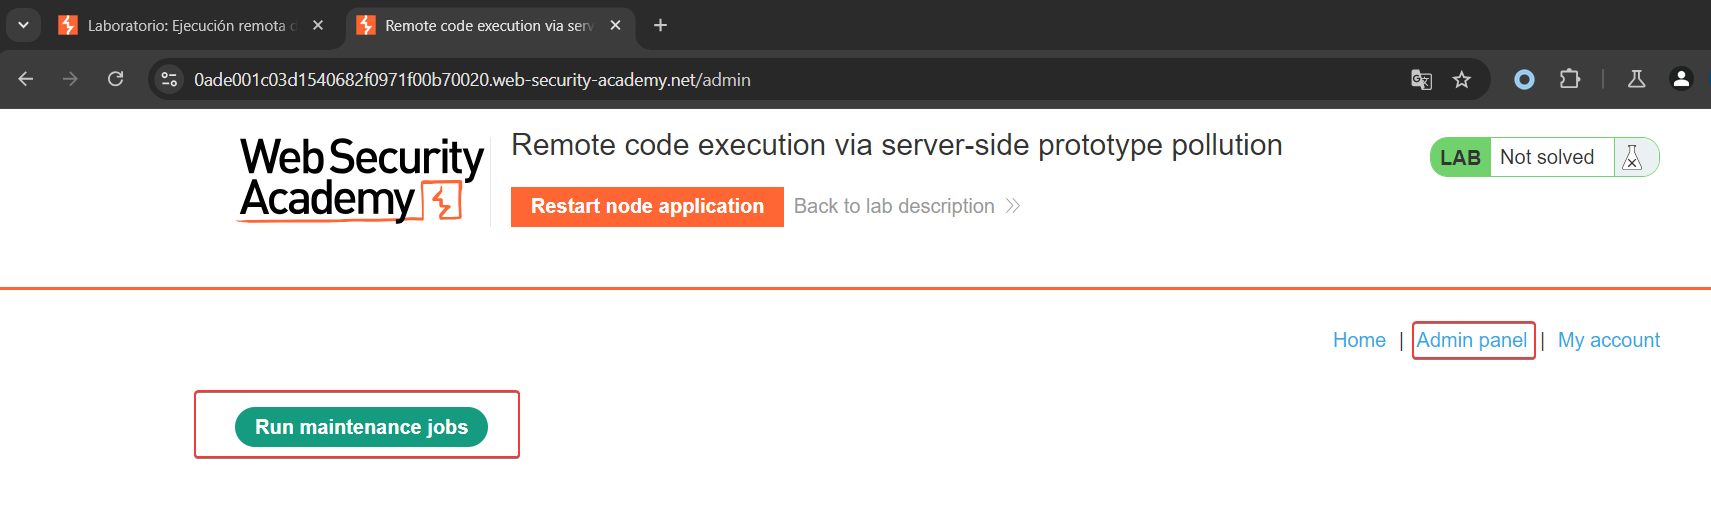 Laboratorio: Ejecución remota d
Remote code execution via serv
0ade001c03d1540682f0971f00b70020.web-security-academy.net/admin
Web Security
Academy
Remote code execution via server-side prototype pollution
LAB Not solved
Restart node application Back to lab description
Home | Admin panel | My account
Run maintenance jobs